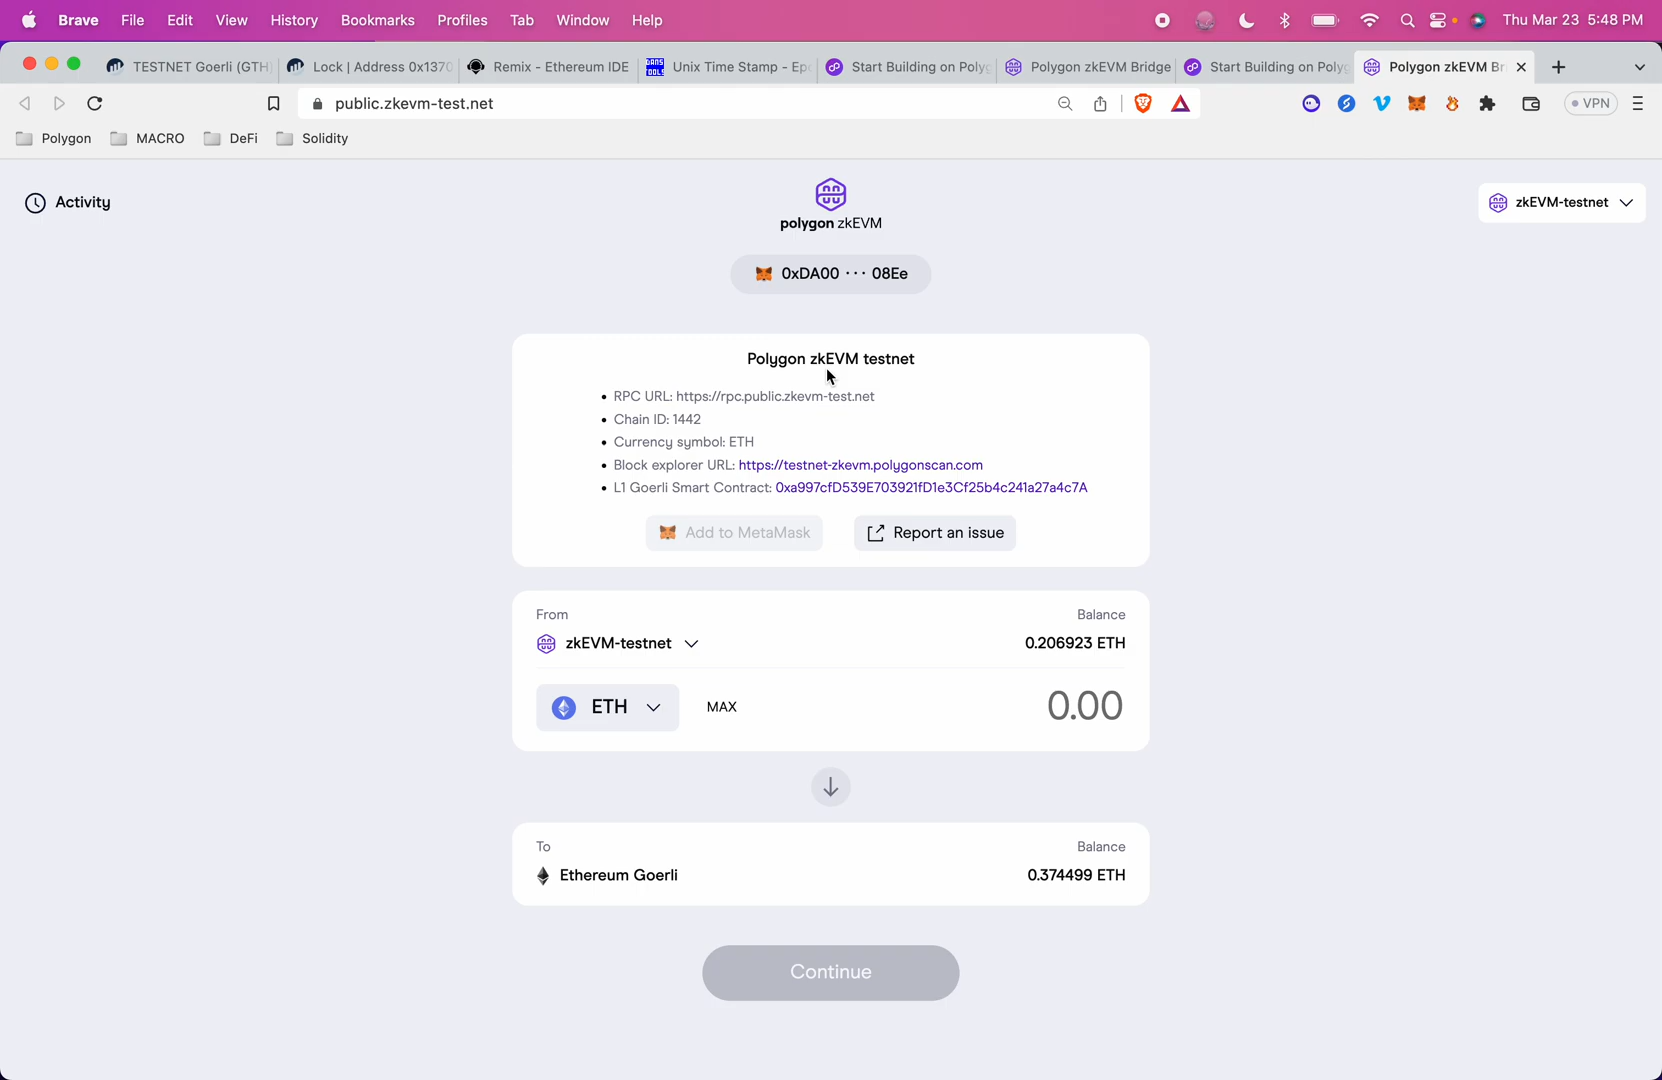 Brave File Edit View History Bookmarks Profiles Tab Window Help Thu Mar 23 5:48 PM
TESTNET Goerli (GTH Lock | Address 0x1370 Remix - Ethereum IDE Unix Time Stamp - Epo Start Building on Polyg Polygon zkEVM Bridge Start Building on Polyg Polygon zkEVM Bri
public.zkevm-test.net VPN
Polygon MACRO DeFi Solidity
Activity
polygon zkEVM
zkEVM-testnet
0xDA00 ··· 08Ee
Polygon zkEVM testnet
• RPC URL: https://rpc.public.zkevm-test.net
• Chain ID: 1442
• Currency symbol: ETH
• Block explorer URL: https://testnet-zkevm.polygonscan.com
• L1 Goerli Smart Contract: 0xa997cfD539E703921fD1e3Cf25b4c241a27a4c7A
Add to MetaMask Report an issue
From Balance
zkEVM-testnet 0.206923 ETH
ETH MAX 0.00
To Balance
Ethereum Goerli 0.374499 ETH
Continue